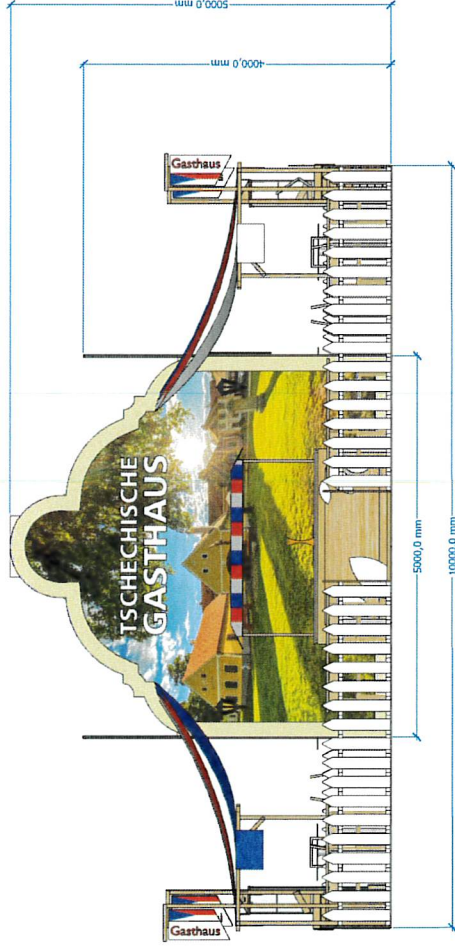 5000,0 mm
4000,0 mm
Gasthaus
TSCHECHISCHE
GASTHAUS
Gasthaus
5000,0 mm
10000,0 mm